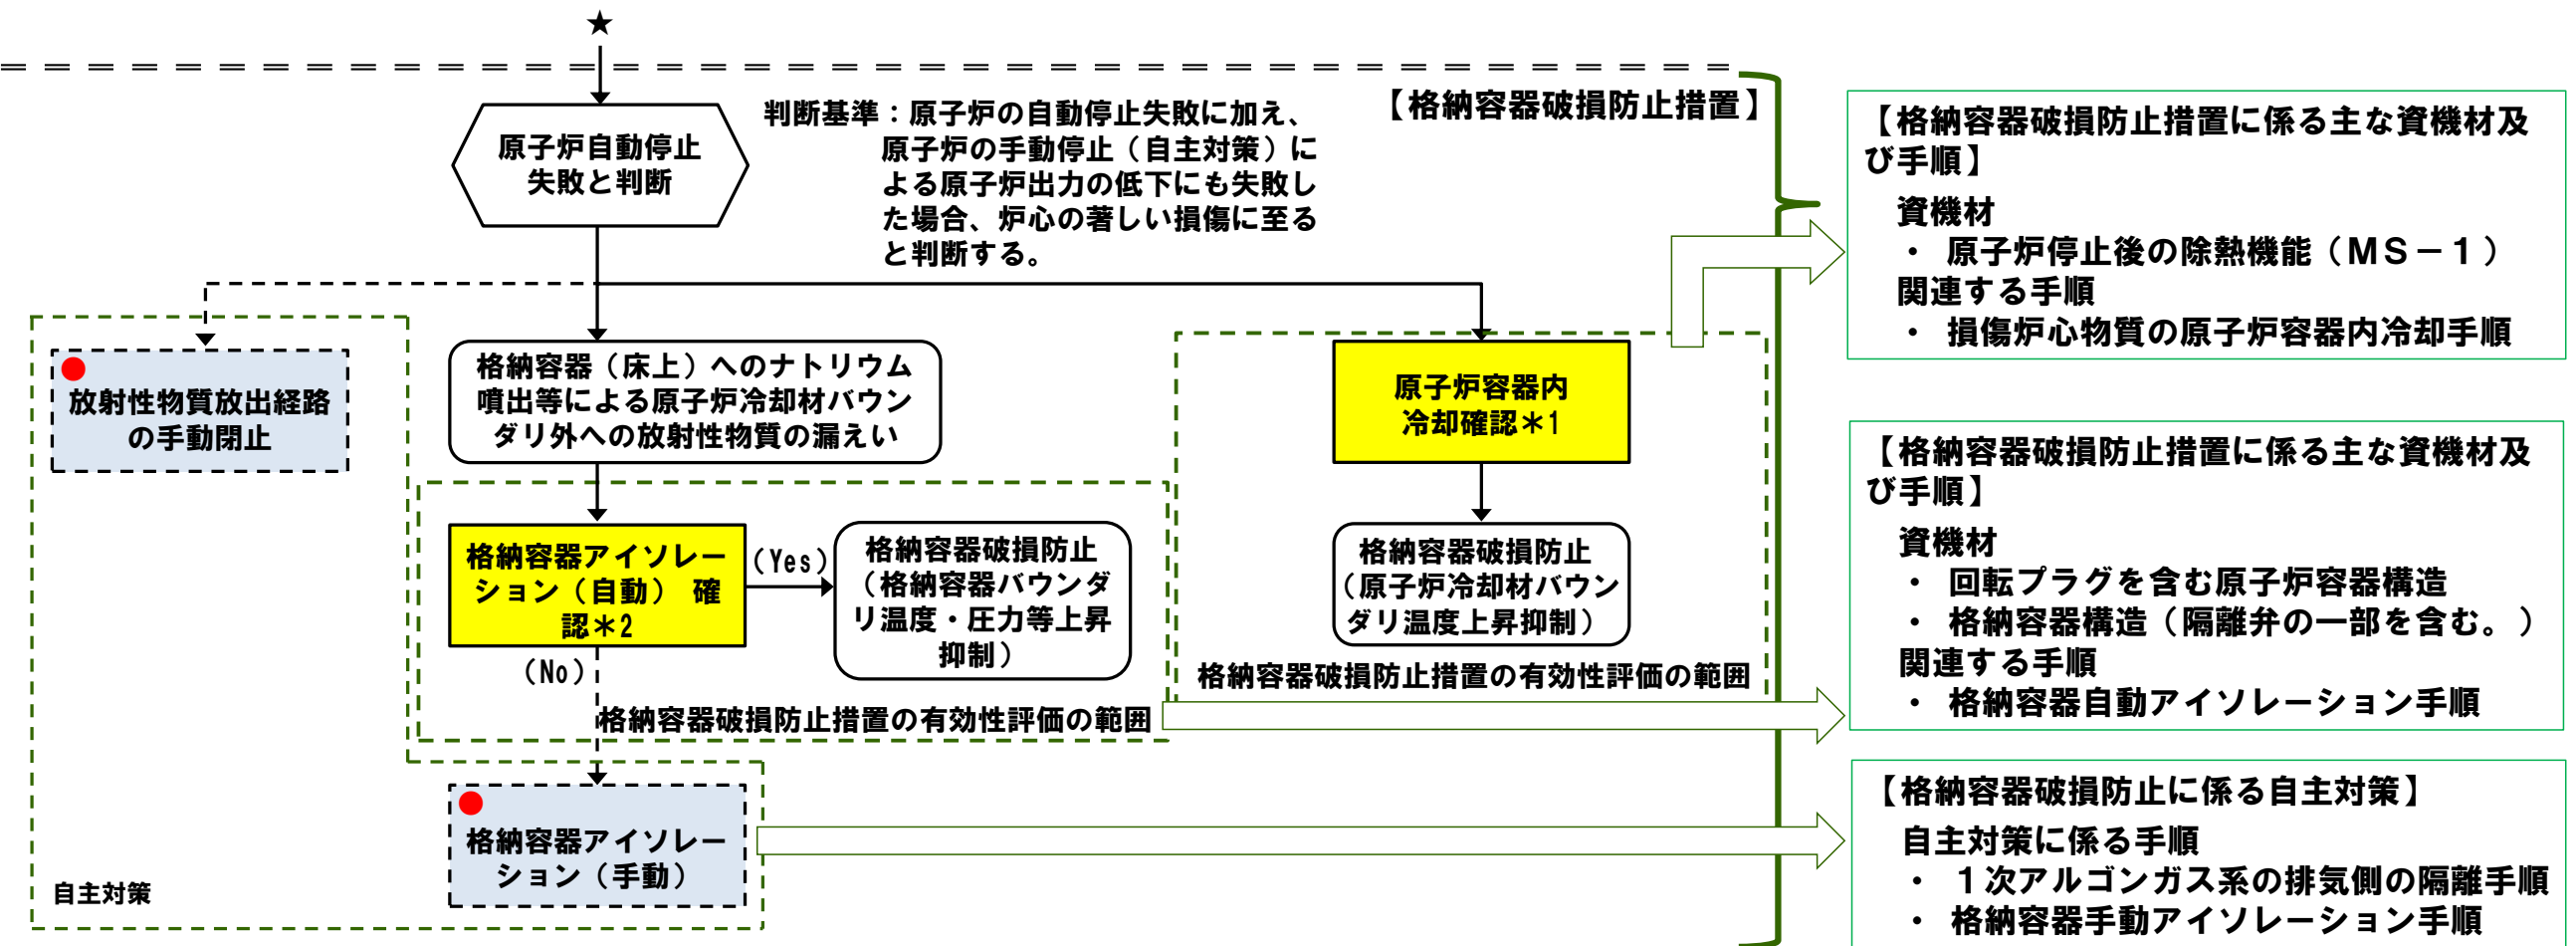 ★
原子炉自動停止
失敗と判断
判断基準：原子炉の自動停止失敗に加え、
原子炉の手動停止（自主対策）に
よる原子炉出力の低下にも失敗し
た場合、炉心の著しい損傷に至る
と判断する。
【格納容器破損防止措置】
放射性物質放出経路
の手動閉止
格納容器（床上）へのナトリウム
噴出等による原子炉冷却材バウン
ダリ外への放射性物質の漏えい
原子炉容器内
冷却確認＊1
格納容器アイソレー
ション（自動） 確
認＊2
（Yes）
（No）
格納容器破損防止
（格納容器バウンダ
リ温度・圧力等上昇
抑制）
格納容器破損防止
（原子炉冷却材バウン
ダリ温度上昇抑制）
格納容器破損防止措置の有効性評価の範囲
格納容器破損防止措置の有効性評価の範囲
格納容器アイソレー
ション（手動）
自主対策
【格納容器破損防止措置に係る主な資機材及
び手順】
資機材
・ 原子炉停止後の除熱機能（ＭＳ－１）
関連する手順
・ 損傷炉心物質の原子炉容器内冷却手順
【格納容器破損防止措置に係る主な資機材及
び手順】
資機材
・ 回転プラグを含む原子炉容器構造
・ 格納容器構造（隔離弁の一部を含む。）
関連する手順
・ 格納容器自動アイソレーション手順
【格納容器破損防止に係る自主対策】
自主対策に係る手順
・ １次アルゴンガス系の排気側の隔離手順
・ 格納容器手動アイソレーション手順